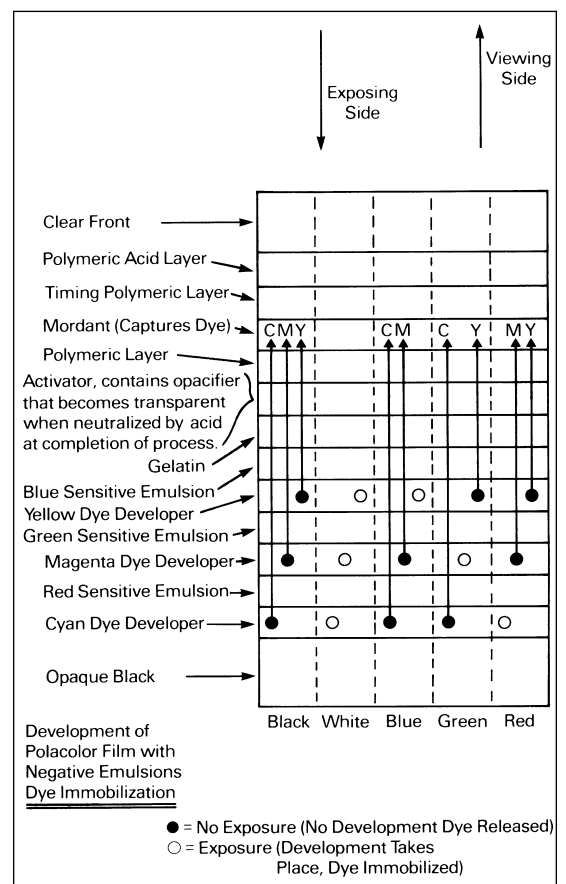 Exposing
Side
Viewing
Side
Clear Front
Polymeric Acid Layer
Timing Polymeric Layer
Mordant (Captures Dye)
C M Y C M C Y M Y
Polymeric Layer
Activator, contains opacifier
that becomes transparent
when neutralized by acid
at completion of process.
Gelatin
Blue Sensitive Emulsion
Yellow Dye Developer
Green Sensitive Emulsion
Magenta Dye Developer
Red Sensitive Emulsion
Cyan Dye Developer
Opaque Black
Black White Blue Green Red
Development of
Polacolor Film with
Negative Emulsions
Dye Immobilization
= No Exposure (No Development Dye Released)
= Exposure (Development Takes
Place, Dye Immobilized)